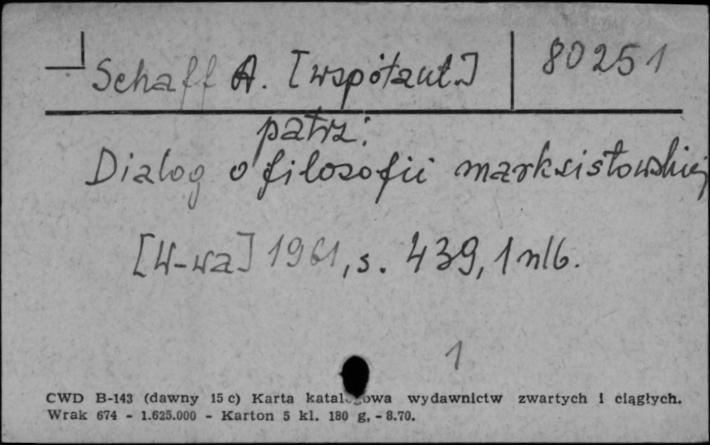 Schaff A. [współaut.] 80251
patrz:
Dialog o filozofii marksistowskiej
[W-wa] 1961, s. 439, 1 nlb.
1
CWD B-143 (dawny 15 c) Karta katalogowa wydawnictw zwartych i ciągłych.
Wrak 674 - 1.625.000 - Karton 5 kl. 180 g, - 8.70.